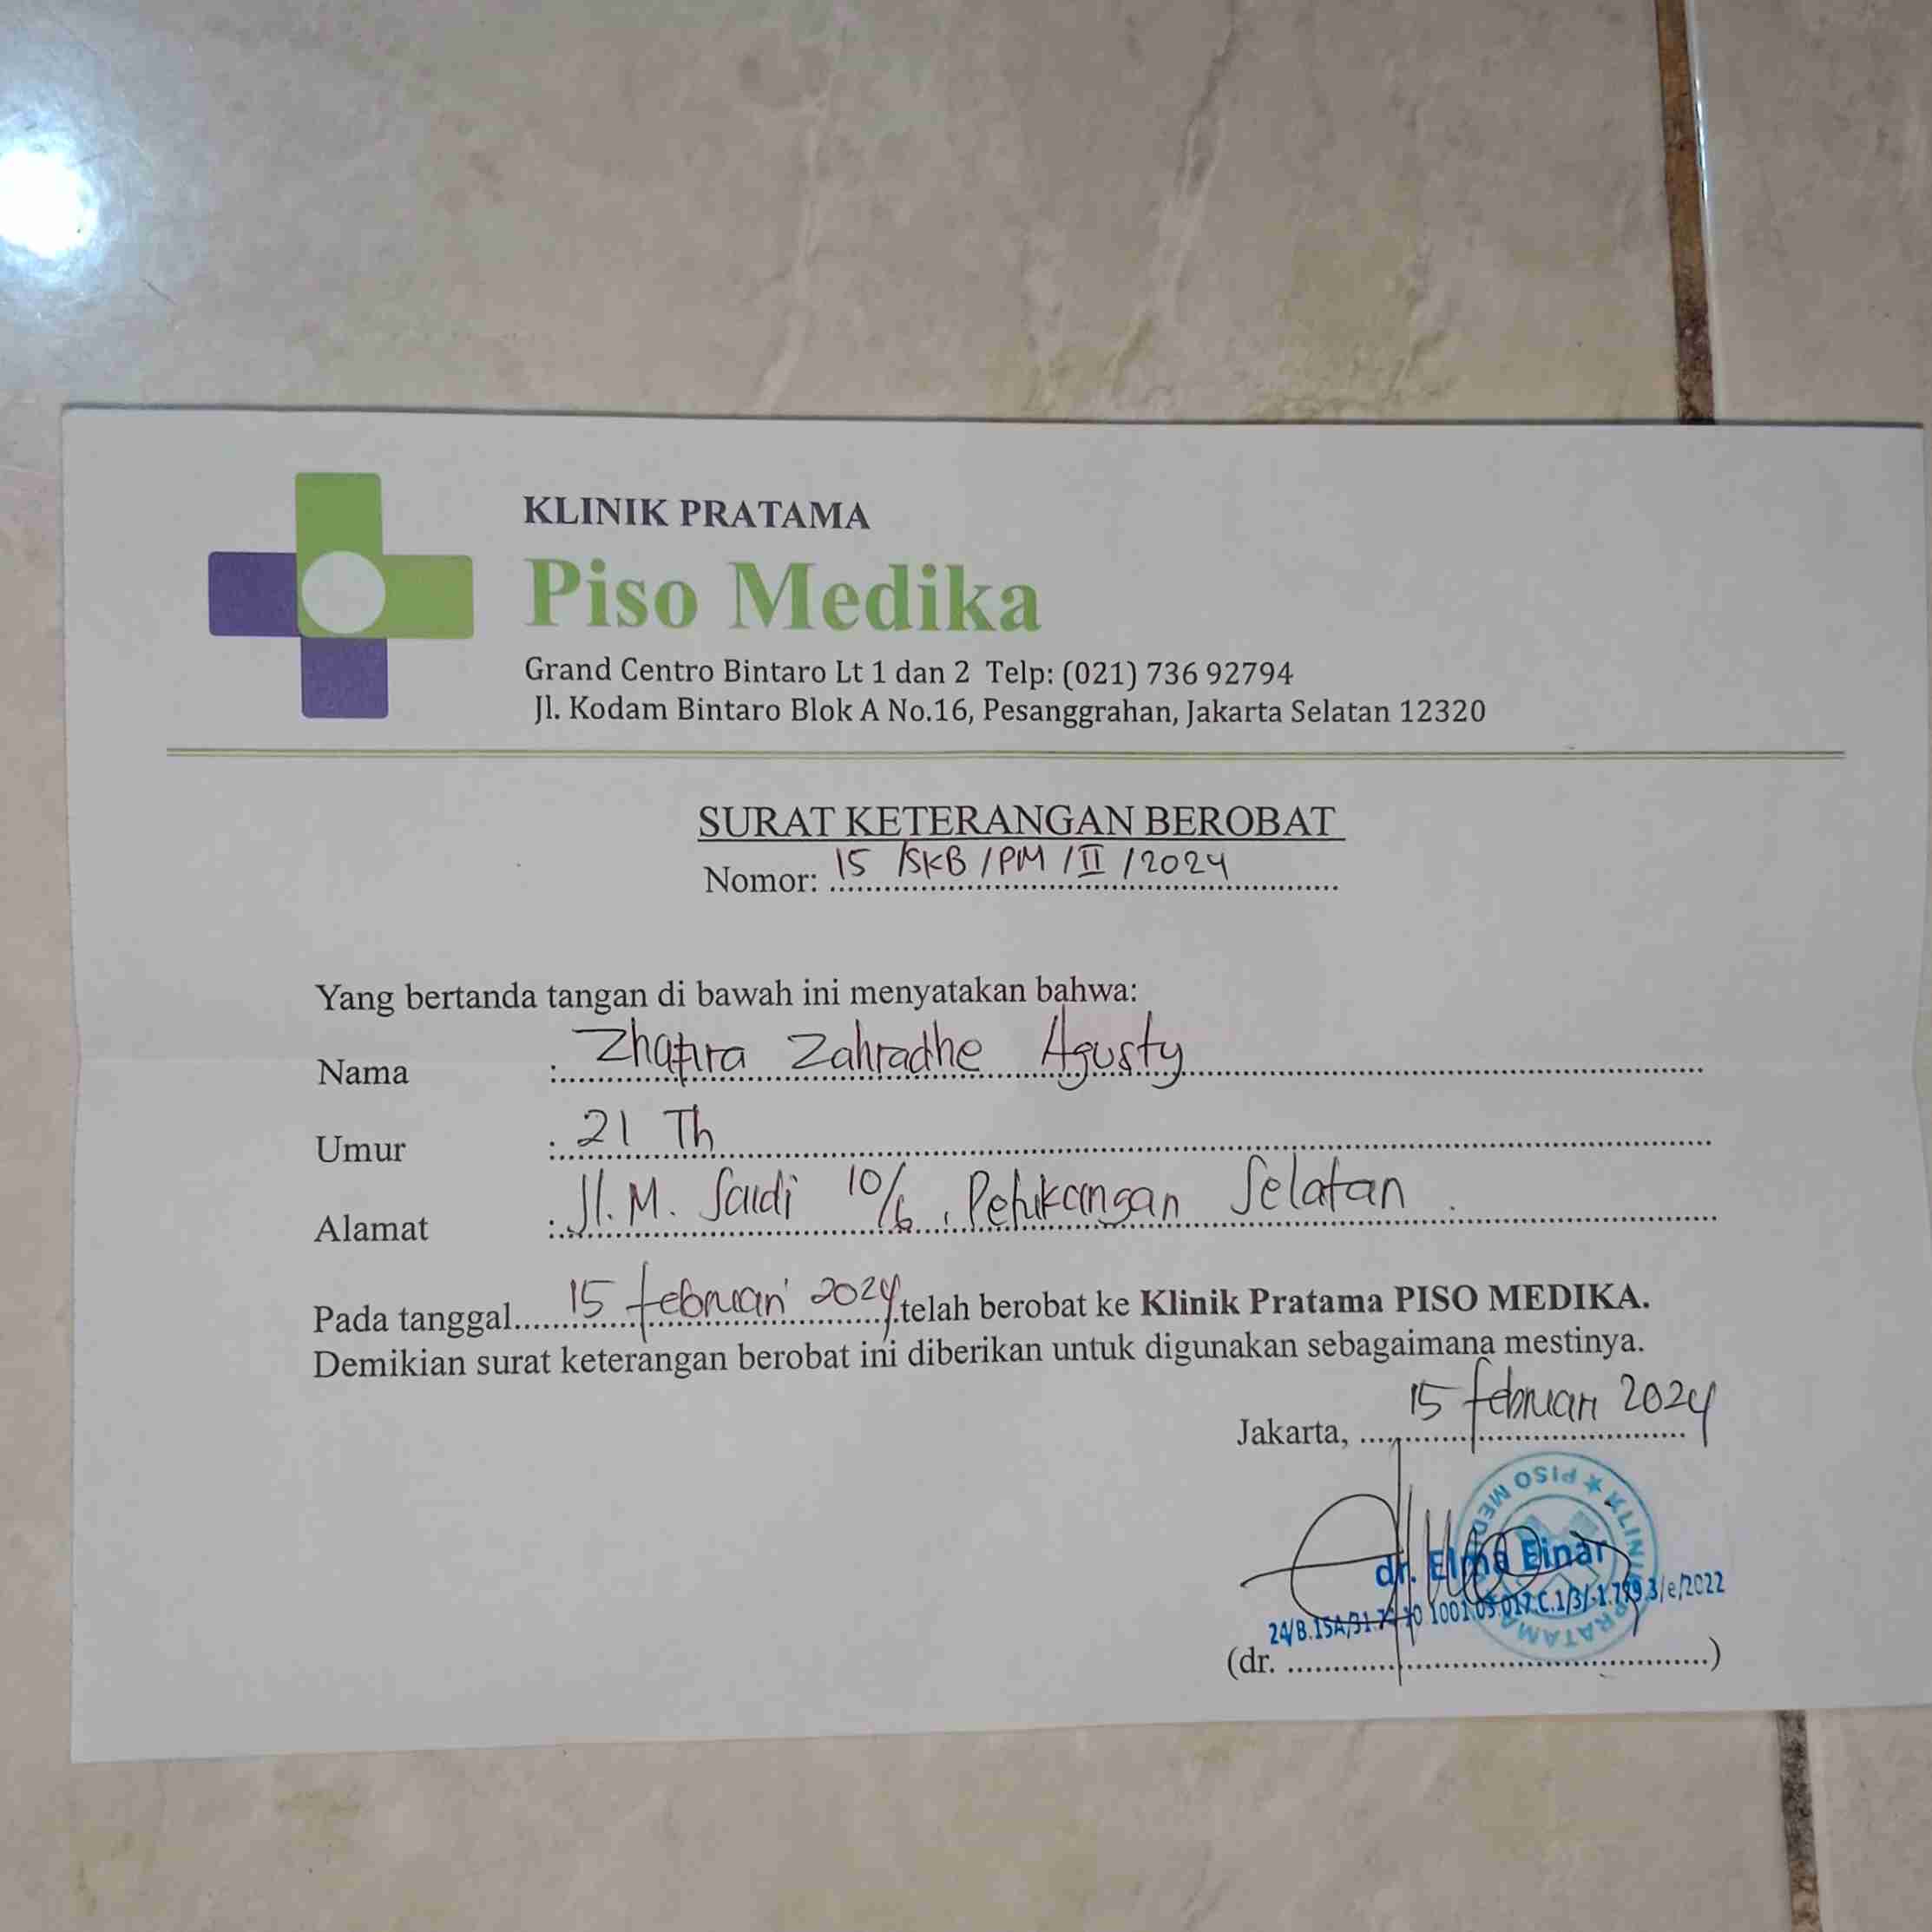 KLINIK PRATAMA
Piso Medika
Grand Centro Bintaro Lt 1 dan 2 Telp: (021) 736 92794
Jl. Kodam Bintaro Blok A No.16, Pesanggrahan, Jakarta Selatan 12320
SURAT KETERANGAN BEROBAT
Nomor: 15 /SKB/PM/II/2024
Yang bertanda tangan di bawah ini menyatakan bahwa:
Nama : Zhafira Zahradhe Agusty
Umur : 21 Th
Alamat : Jl. M. Saidi 10/6, Petukangan Selatan
Pada tanggal 15 februari 2024 telah berobat ke Klinik Pratama PISO MEDIKA.
Demikian surat keterangan berobat ini diberikan untuk digunakan sebagaimana mestinya.
Jakarta, 15 februari 2024
KLINIK PRATAMA ★ PISO MED
dr. Elma Einar
(dr. ..........)